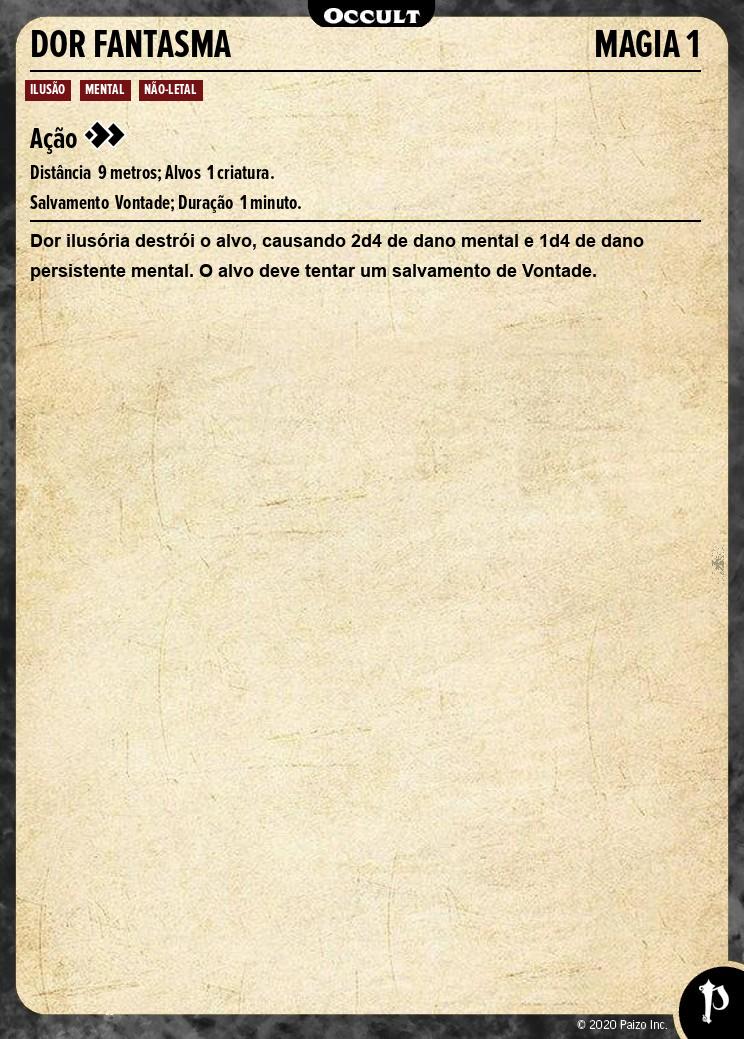 OCCULT
DOR FANTASMA MAGIA 1
ILUSÃO MENTAL NÃO-LETAL
Ação
Distância 9 metros; Alvos 1 criatura.
Salvamento Vontade; Duração 1 minuto.
Dor ilusória destrói o alvo, causando 2d4 de dano mental e 1d4 de dano
persistente mental. O alvo deve tentar um salvamento de Vontade.
© 2020 Paizo Inc.
P